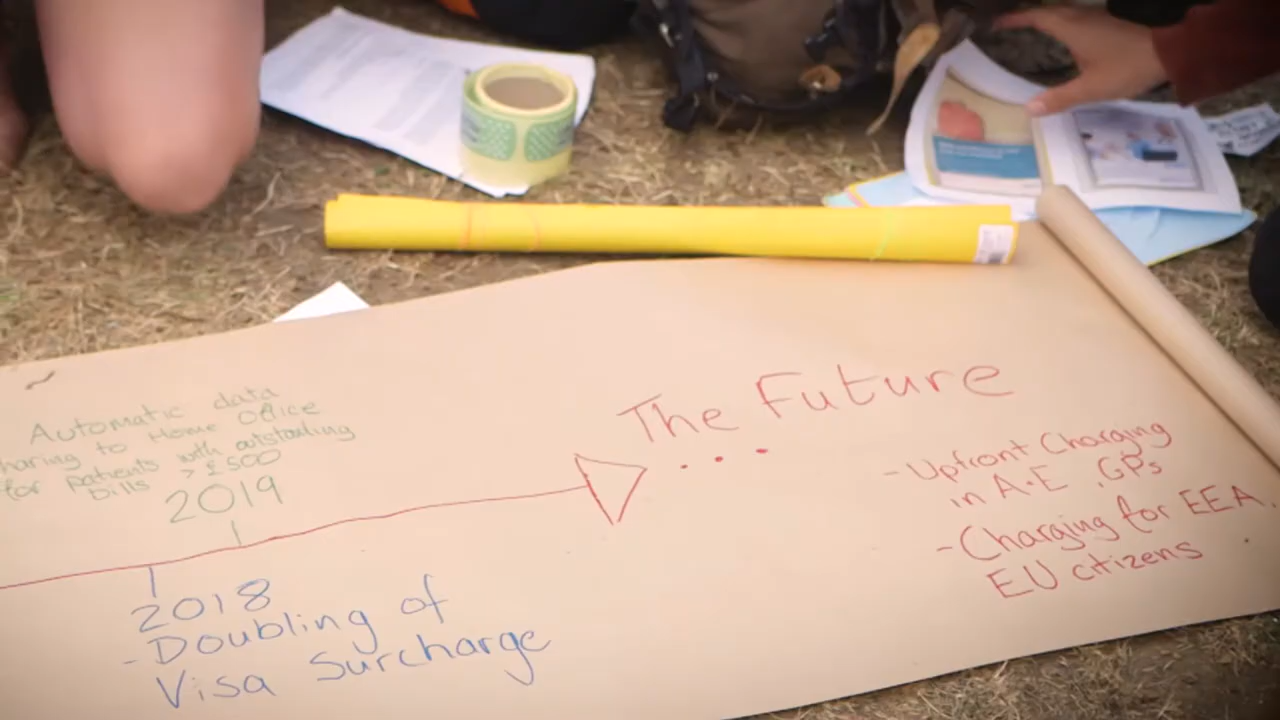 Automatic data
haring to Home Office
for patients with outstanding
bills > £500
2019
2018
- Doubling of
Visa Surcharge
The Future
...
- Upfront Charging
in A+E, GPs
- Charging for EEA,
EU citizens